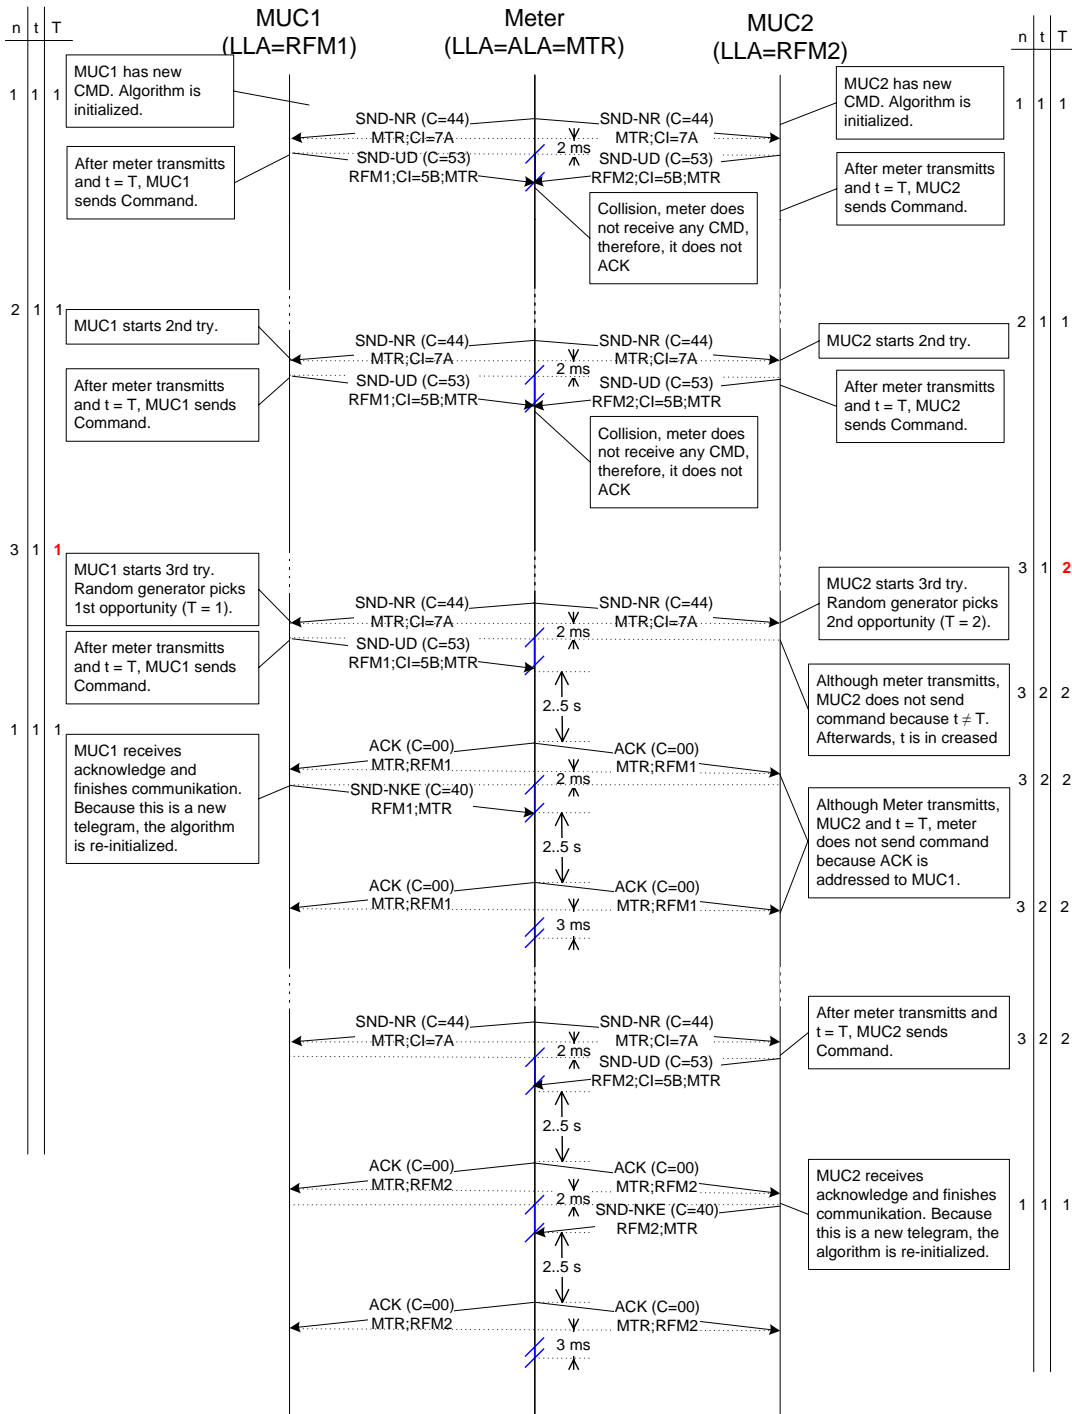 MUC1
(LLA=RFM1)
Meter
(LLA=ALA=MTR)
MUC2
(LLA=RFM2)
n t T
n t T
MUC1 has new
CMD. Algorithm is
initialized.
1 1 1
MUC2 has new
CMD. Algorithm is
initialized.
1 1 1
SND-NR (C=44)
MTR;CI=7A
SND-NR (C=44)
MTR;CI=7A
2 ms
SND-UD (C=53)
RFM1;CI=5B;MTR
SND-UD (C=53)
RFM2;CI=5B;MTR
After meter transmitts
and t = T, MUC1
sends Command.
After meter transmitts
and t = T, MUC2
sends Command.
Collision, meter does
not receive any CMD,
therefore, it does not
ACK
2 1 1
MUC1 starts 2nd try.
2 1 1
MUC2 starts 2nd try.
SND-NR (C=44)
MTR;CI=7A
SND-NR (C=44)
MTR;CI=7A
2 ms
SND-UD (C=53)
RFM1;CI=5B;MTR
SND-UD (C=53)
RFM2;CI=5B;MTR
After meter transmitts
and t = T, MUC1 sends
Command.
After meter transmitts
and t = T, MUC2
sends Command.
Collision, meter does
not receive any CMD,
therefore, it does not
ACK
3 1 1
MUC1 starts 3rd try.
Random generator picks
1st opportunity (T = 1).
3 1 2
MUC2 starts 3rd try.
Random generator picks
2nd opportunity (T = 2).
SND-NR (C=44)
MTR;CI=7A
SND-NR (C=44)
MTR;CI=7A
2 ms
SND-UD (C=53)
RFM1;CI=5B;MTR
After meter transmitts
and t = T, MUC1 sends
Command.
Although meter transmitts,
MUC2 does not send
command because t ≠ T.
Afterwards, t is in creased
3 2 2
2..5 s
1 1 1
MUC1 receives
acknowledge and
finishes communikation.
Because this is a new
telegram, the algorithm
is re-initialized.
ACK (C=00)
MTR;RFM1
ACK (C=00)
MTR;RFM1
2 ms
3 2 2
SND-NKE (C=40)
RFM1;MTR
Although Meter transmitts,
MUC2 and t = T, meter
does not send command
because ACK is
addressed to MUC1.
2..5 s
ACK (C=00)
MTR;RFM1
ACK (C=00)
MTR;RFM1
3 2 2
3 ms
After meter transmitts and
t = T, MUC2 sends
Command.
3 2 2
SND-NR (C=44)
MTR;CI=7A
SND-NR (C=44)
MTR;CI=7A
2 ms
SND-UD (C=53)
RFM2;CI=5B;MTR
2..5 s
ACK (C=00)
MTR;RFM2
ACK (C=00)
MTR;RFM2
2 ms
SND-NKE (C=40)
RFM2;MTR
MUC2 receives
acknowledge and finishes
communikation. Because
this is a new telegram, the
algorithm is re-initialized.
1 1 1
2..5 s
ACK (C=00)
MTR;RFM2
ACK (C=00)
MTR;RFM2
3 ms